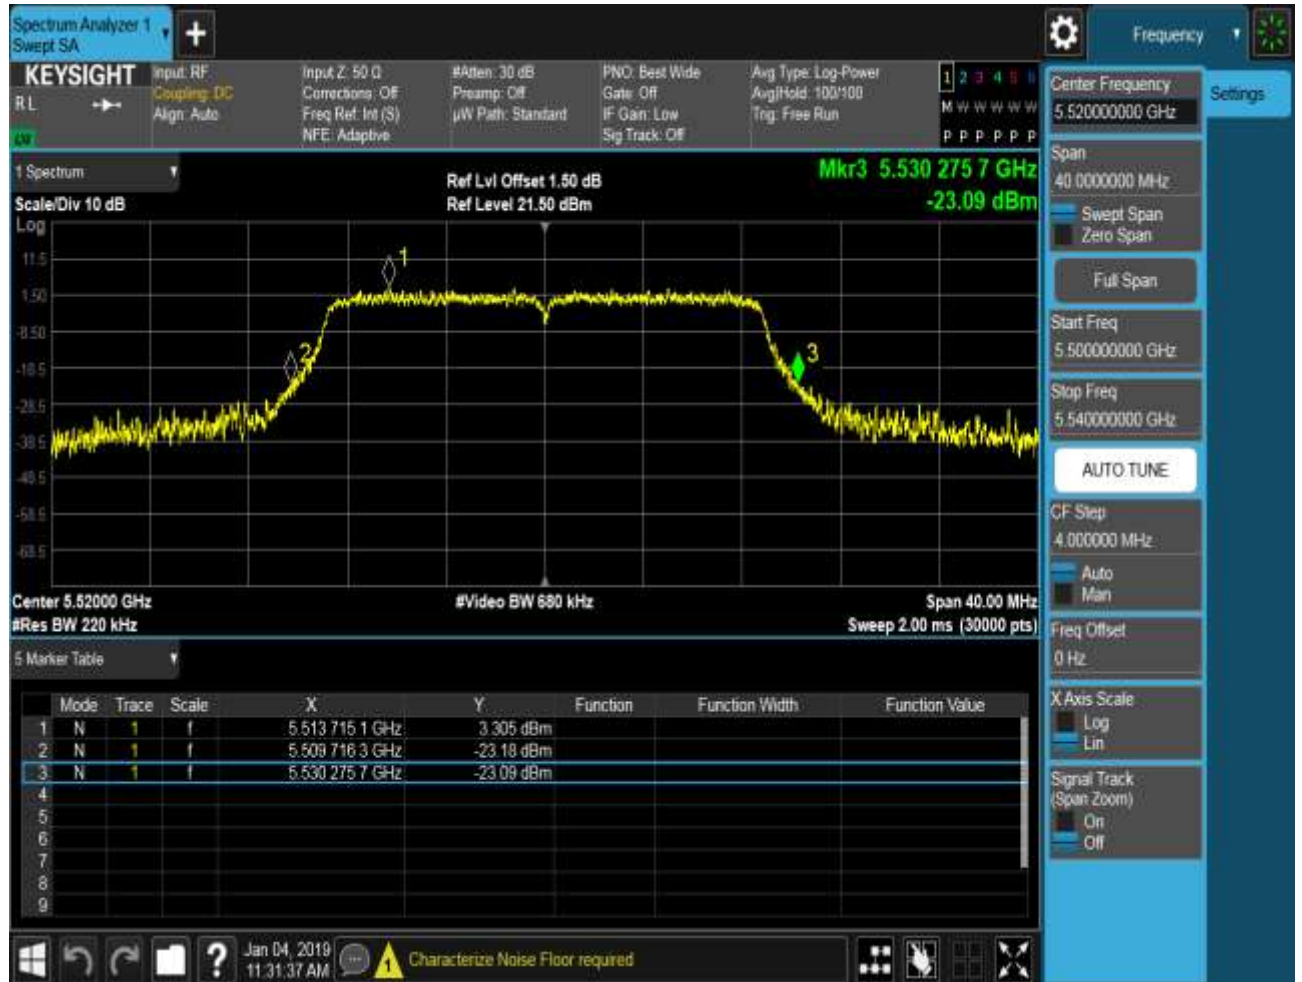 Spectrum Analyzer 1
Swept SA
Frequency
KEYSIGHT
R L
Input: RF
Coupling: DC
Align: Auto
Input Z: 50 Ω
Corrections: Off
Freq Ref: Int (S)
NFE: Adaptive
#Atten: 30 dB
Preamp: Off
µW Path: Standard
PNO: Best Wide
Gate: Off
IF Gain: Low
Sig Track: Off
Avg Type: Log-Power
Avg|Hold: 100/100
Trig: Free Run
1 2 3 4 5 6
M W W W W W
P P P P P P
1 Spectrum
Scale/Div 10 dB
Log
Ref Lvl Offset 1.50 dB
Ref Level 21.50 dBm
Mkr3 5.530 275 7 GHz
-23.09 dBm
11.5
1.50
-8.50
-18.5
-28.5
-38.5
-48.5
-58.5
-68.5
1
2
3
Center 5.52000 GHz
#Res BW 220 kHz
#Video BW 680 kHz
Span 40.00 MHz
Sweep 2.00 ms (30000 pts)
5 Marker Table
Mode Trace Scale X Y Function Function Width Function Value
1 N 1 f 5.513 715 1 GHz 3.305 dBm
2 N 1 f 5.509 716 3 GHz -23.18 dBm
3 N 1 f 5.530 275 7 GHz -23.09 dBm
4
5
6
7
8
9
Jan 04, 2019
11:31:37 AM
Characterize Noise Floor required
Settings
Center Frequency
5.520000000 GHz
Span
40.0000000 MHz
Swept Span
Zero Span
Full Span
Start Freq
5.500000000 GHz
Stop Freq
5.540000000 GHz
AUTO TUNE
CF Step
4.000000 MHz
Auto
Man
Freq Offset
0 Hz
X Axis Scale
Log
Lin
Signal Track
(Span Zoom)
On
Off